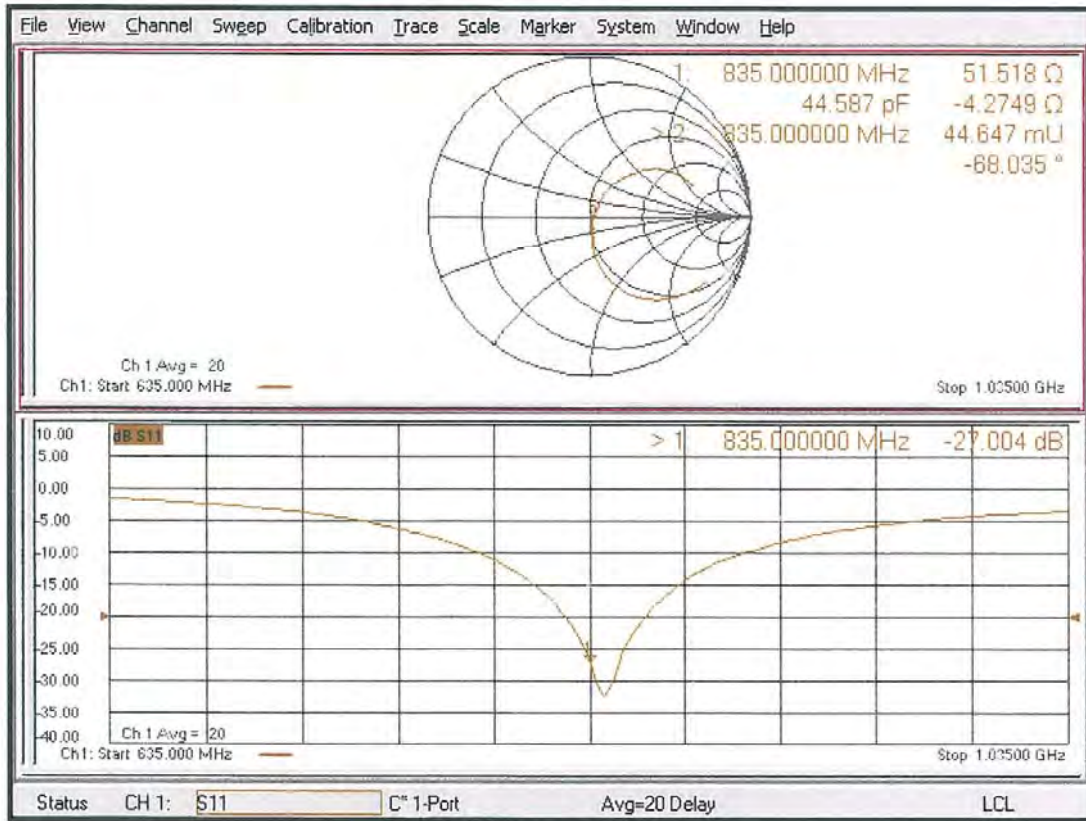 File View Channel Sweep Calibration Trace Scale Marker System Window Help
1: 835.000000 MHz 51.518 Ω
44.587 pF -4.2749 Ω
> 2: 835.000000 MHz 44.647 mU
-68.035 °
Ch 1 Avg = 20
Ch1: Start 635.000 MHz
Stop 1.03500 GHz
10.00
dB S11
> 1: 835.000000 MHz -27.004 dB
5.00
0.00
-5.00
-10.00
-15.00
-20.00
-25.00
-30.00
-35.00
-40.00
Ch 1 Avg = 20
Ch1: Start 635.000 MHz
Stop 1.03500 GHz
Status CH 1: S11 C* 1-Port Avg=20 Delay LCL